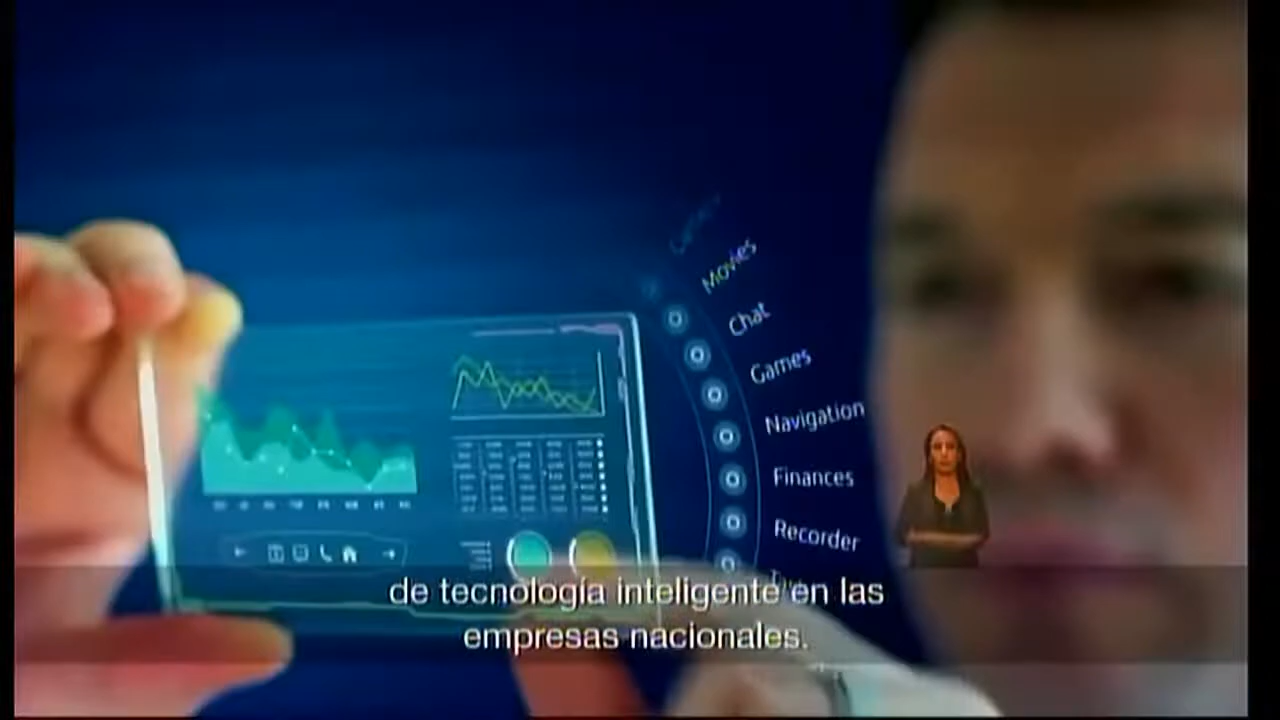 Movies
Chat
Games
Navigation
Finances
Recorder
de tecnología inteligente en las
empresas nacionales.